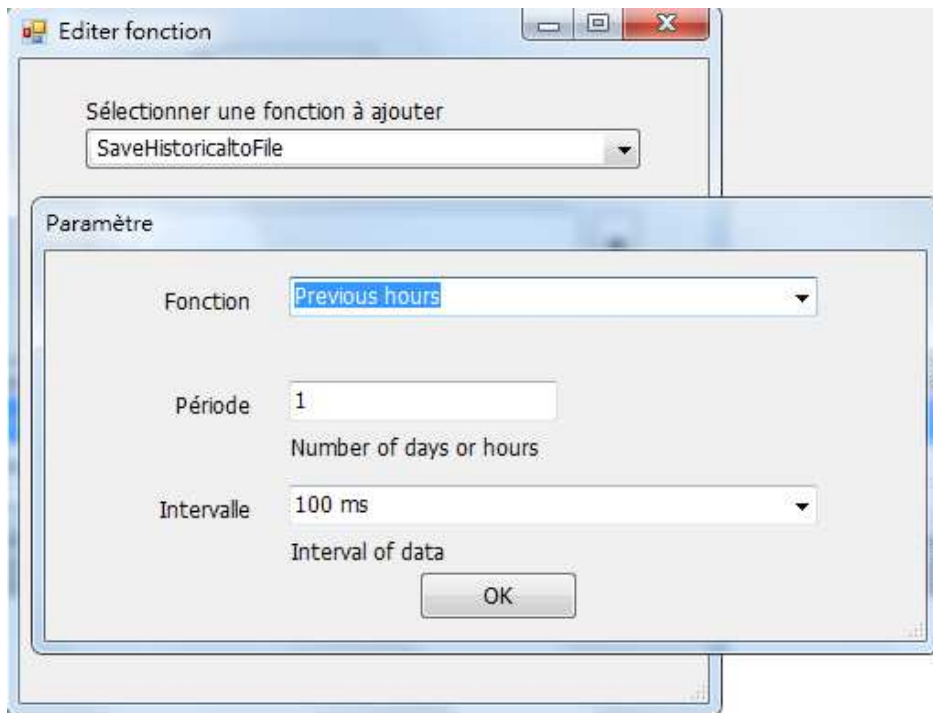 Editer fonction
Sélectionner une fonction à ajouter
SaveHistoricaltoFile
Paramètre
Fonction
Previous hours
Période
1
Number of days or hours
Intervalle
100 ms
Interval of data
OK